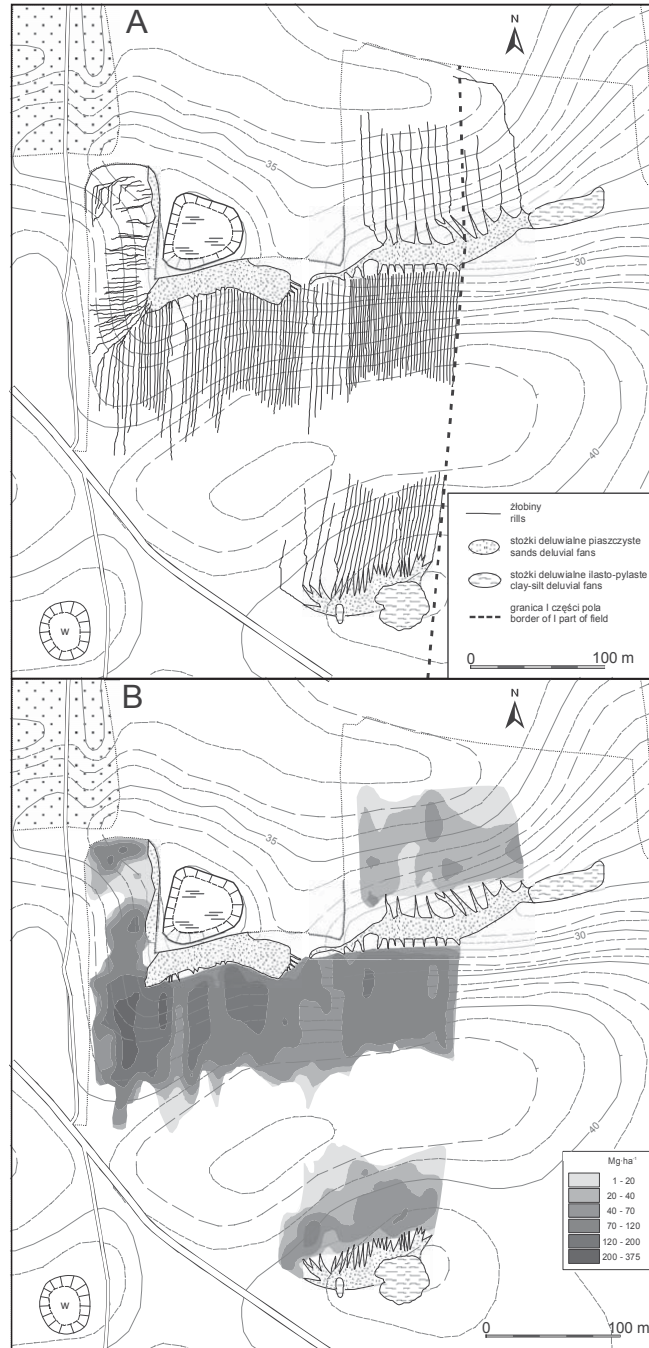 A
N
35
30
40
żłobiny
rills
stożki deluwialne piaszczyste
sands deluvial fans
stożki deluwialne ilasto-pylaste
clay-silt deluvial fans
granica I części pola
border of I part of field
W
0 100 m
B
N
35
30
40
Mg·ha⁻¹
1 - 20
20 - 40
40 - 70
70 - 120
120 - 200
200 - 375
W
0 100 m